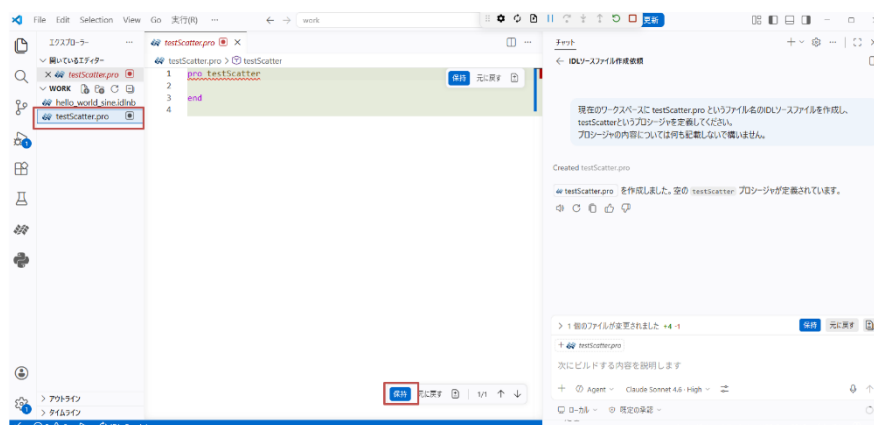 File Edit Selection View Go 実行(R) ··· work 更新
エクスプローラー ···
開いているエディター
testScatter.pro
WORK
hello_world_sine.idlnb
testScatter.pro
アウトライン
タイムライン
testScatter.pro
testScatter.pro > testScatter
1 pro testScatter
2
3 end
4
保持 元に戻す
保持 元に戻す 1/1
チャット
IDLソースファイル作成依頼
現在のワークスペースに testScatter.pro というファイル名のIDLソースファイルを作成し、
testScatterというプロシージャを定義してください。
プロシージャの内容については何も記載しないで構いません。
Created testScatter.pro
testScatter.pro を作成しました。空の testScatter プロシージャが定義されています。
1 個のファイルが変更されました +4 -1 保持 元に戻す
testScatter.pro
次にビルドする内容を説明します
Agent Claude Sonnet 4.6 · High
ローカル 既定の承認